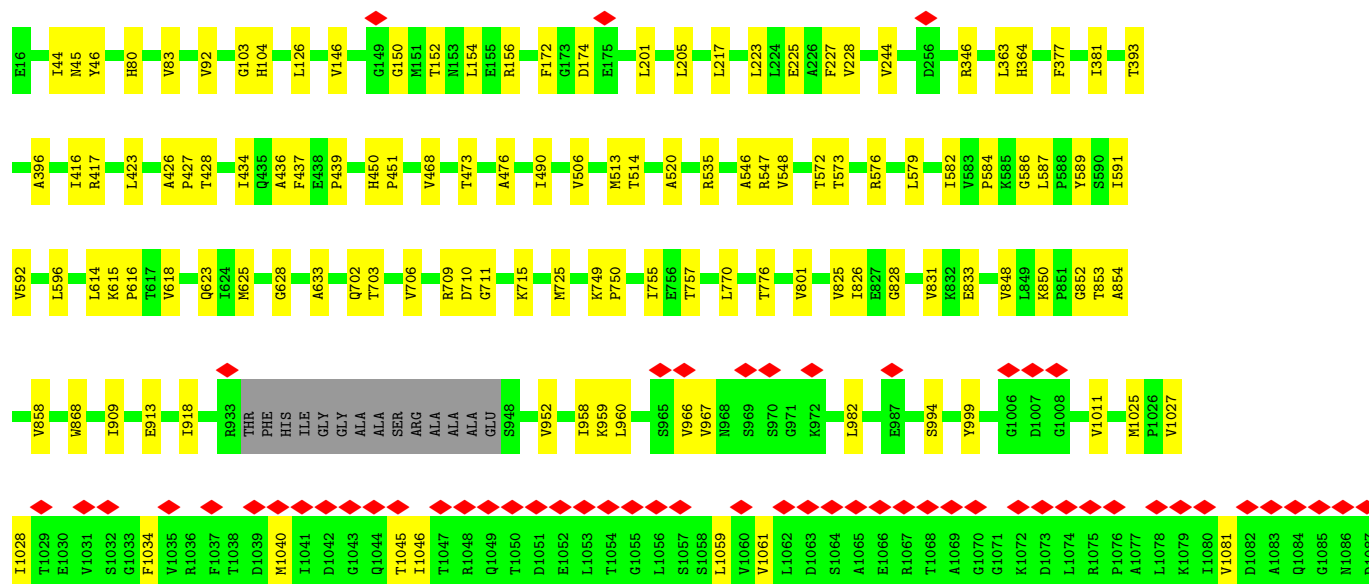 E16 I44 N45 Y46 H80 V83 V92 G103 H104 L126 V146 G149 G150 M151 T152 N153 L154 E155 R156 F172 G173 D174 E175 L201 L205 L217 L223 L224 E225 A226 F227 V228 V244 D256 R346 L363 H364 F377 I381 T393
A396 I416 R417 L423 A426 P427 T428 I434 Q435 A436 F437 E438 P439 H450 P451 V468 T473 A476 I490 V506 M513 T514 A520 R535 A546 R547 V548 T572 T573 R576 L579 I582 V583 P584 K585 G586 L587 P588 Y589 S590 I591
V592 L596 L614 K615 P616 T617 V618 Q623 I624 M625 G628 A633 Q702 T703 V706 R709 D710 G711 K715 M725 K749 P750 I755 E756 T757 L770 T776 V801 V825 I826 E827 G828 V831 K832 E833 V848 L849 K850 P851 G852 T853 A854
V858 W868 I909 E913 I918 R933 THR PHE HIS ILE GLY GLY ALA ALA SER ARG ALA ALA ALA GLU S948 V952 I958 K959 L960 S965 V966 V967 N968 S969 S970 G971 K972 L982 E987 S994 Y999 G1006 D1007 G1008 V1011 M1025 P1026 V1027
I1028 T1029 E1030 V1031 S1032 G1033 F1034 V1035 R1036 F1037 T1038 D1039 M1040 I1041 D1042 G1043 Q1044 T1045 I1046 T1047 R1048 Q1049 T1050 D1051 E1052 L1053 T1054 G1055 L1056 S1057 S1058 L1059 V1060 V1061 L1062 D1063 S1064 A1065 E1066 R1067 T1068 A1069 G1070 G1071 K1072 D1073 L1074 R1075 P1076 A1077 L1078 K1079 I1080 V1081 D1082 A1083 Q1084 G1085 N1086